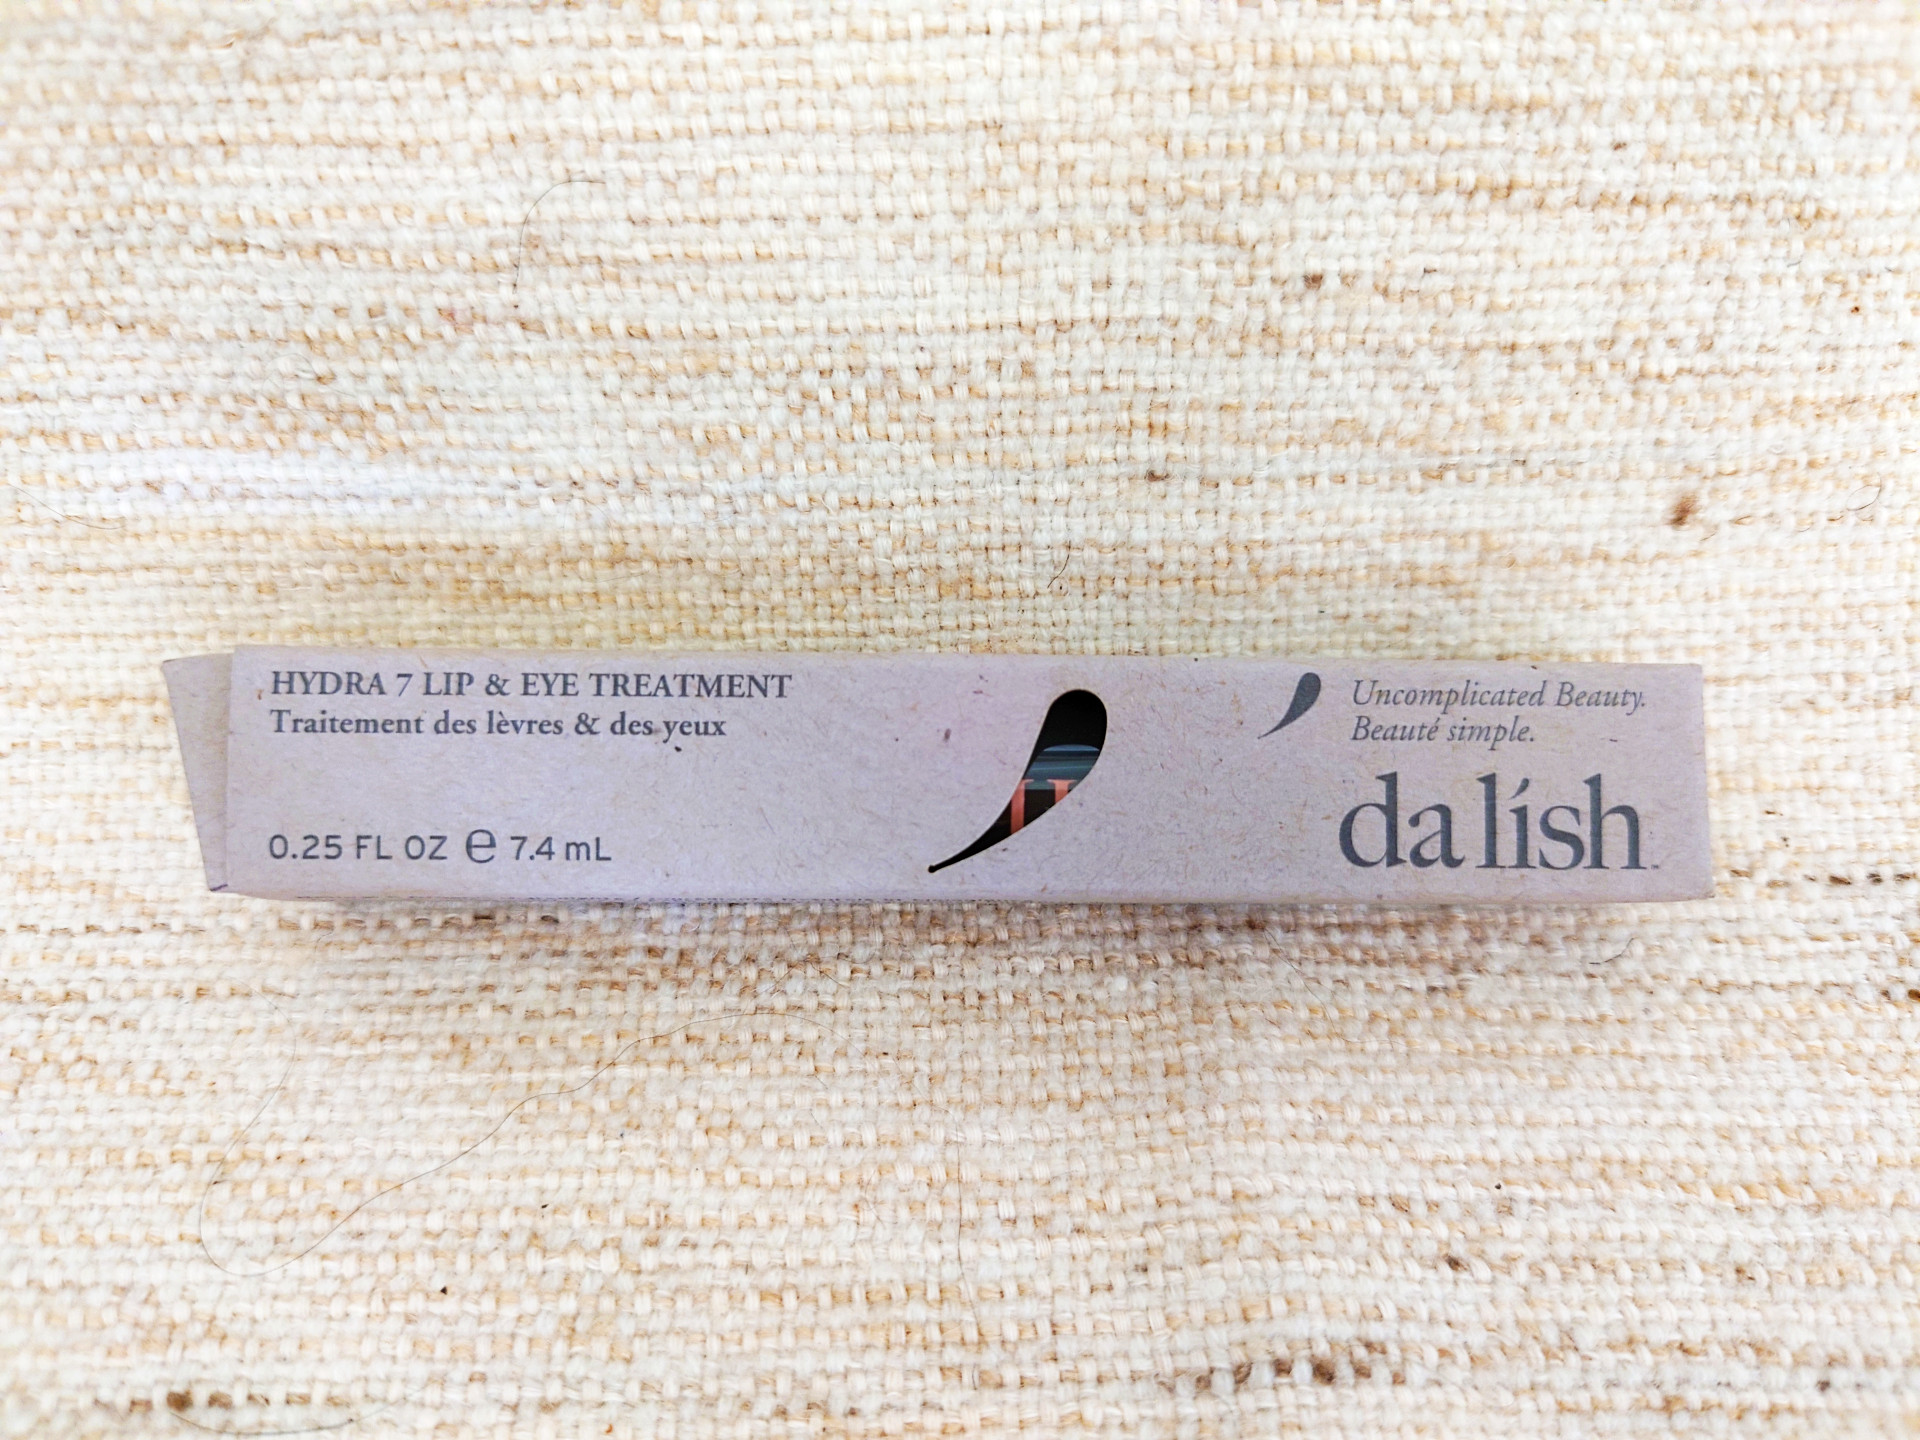 HYDRA 7 LIP & EYE TREATMENT
Traitement des lèvres & des yeux
0.25 FL OZ ℮ 7.4 mL
Uncomplicated Beauty.
Beauté simple.
da lísh